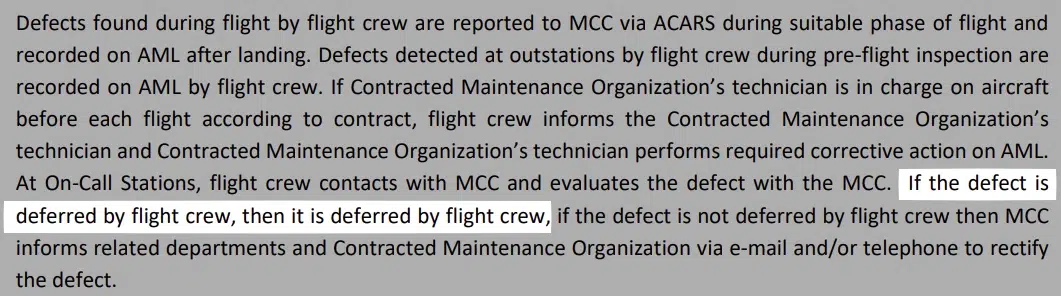 Defects found during flight by flight crew are reported to MCC via ACARS during suitable phase of flight and
recorded on AML after landing. Defects detected at outstations by flight crew during pre-flight inspection are
recorded on AML by flight crew. If Contracted Maintenance Organization’s technician is in charge on aircraft
before each flight according to contract, flight crew informs the Contracted Maintenance Organization’s
technician and Contracted Maintenance Organization’s technician performs required corrective action on AML.
At On-Call Stations, flight crew contacts with MCC and evaluates the defect with the MCC. If the defect is
deferred by flight crew, then it is deferred by flight crew, if the defect is not deferred by flight crew then MCC
informs related departments and Contracted Maintenance Organization via e-mail and/or telephone to rectify
the defect.